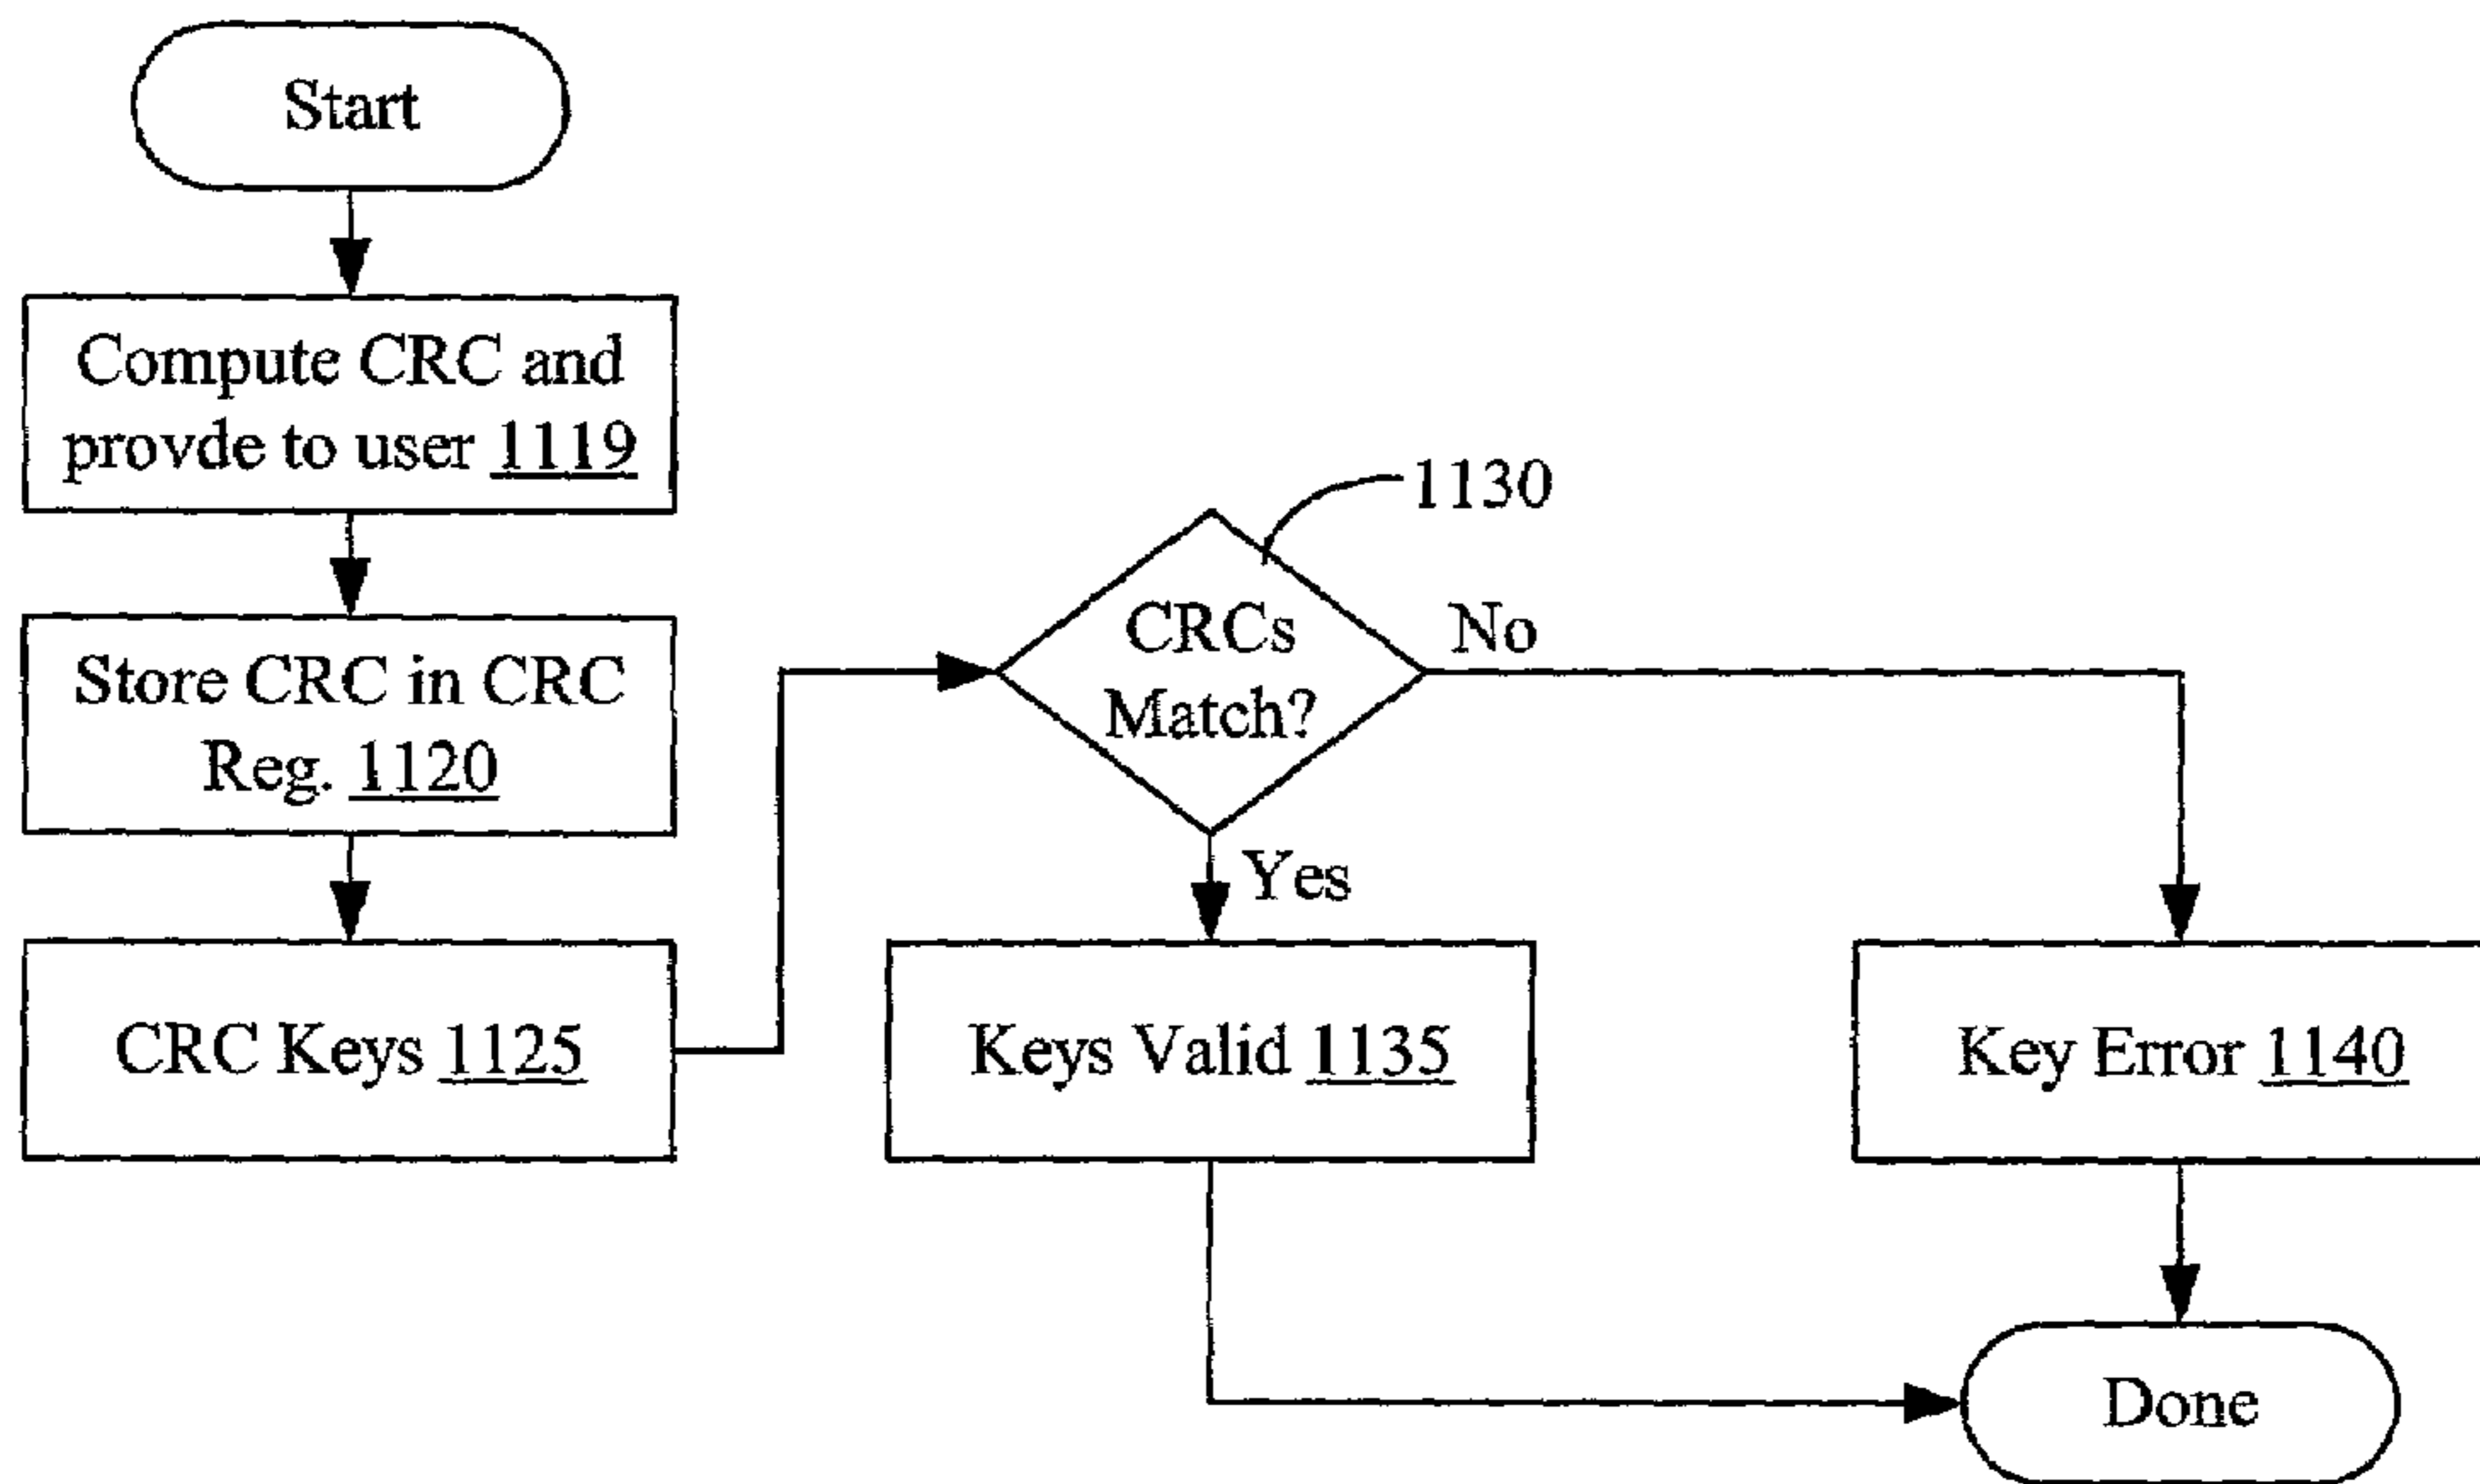 Start
Compute CRC and
provde to user 1119
Store CRC in CRC
Reg. 1120
CRC Keys 1125
1130
CRCs
Match?
No
Yes
Keys Valid 1135
Key Error 1140
Done